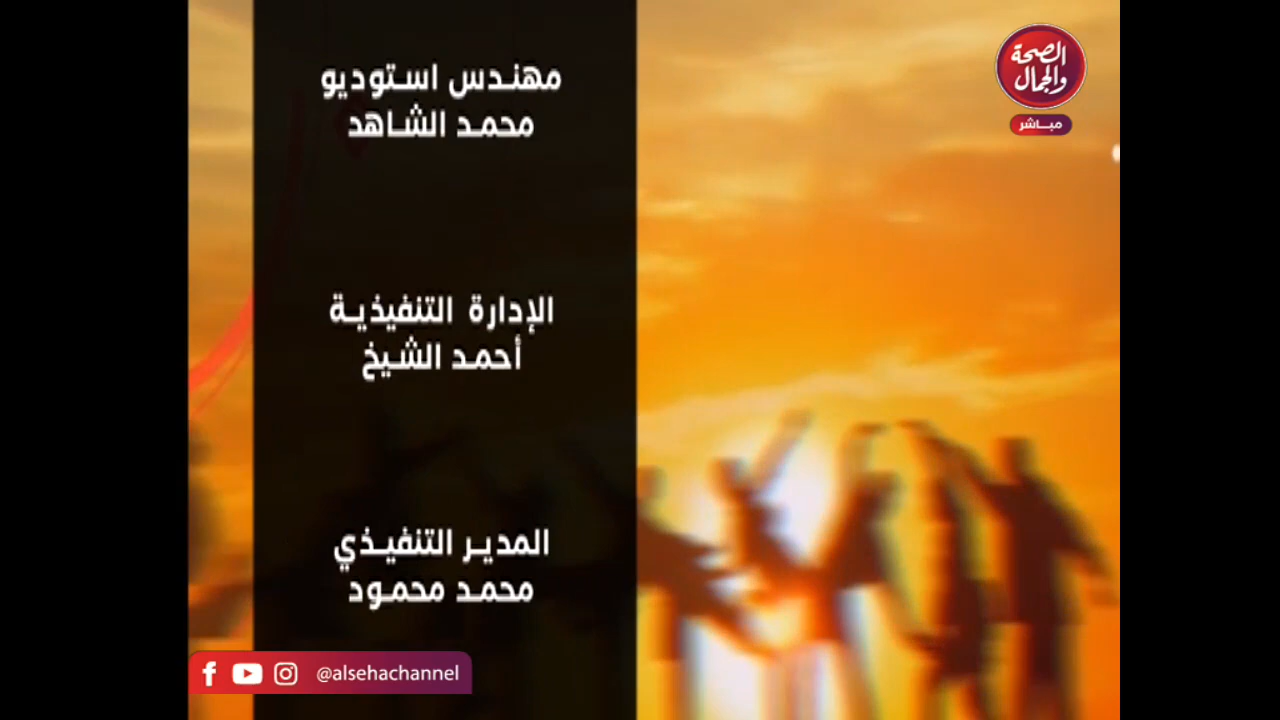 الصحة
والجمال
مباشر
مهندس استوديو
محمد الشاهد
الإدارة التنفيذية
أحمد الشيخ
المدير التنفيذي
محمد محمود
@alsehachannel